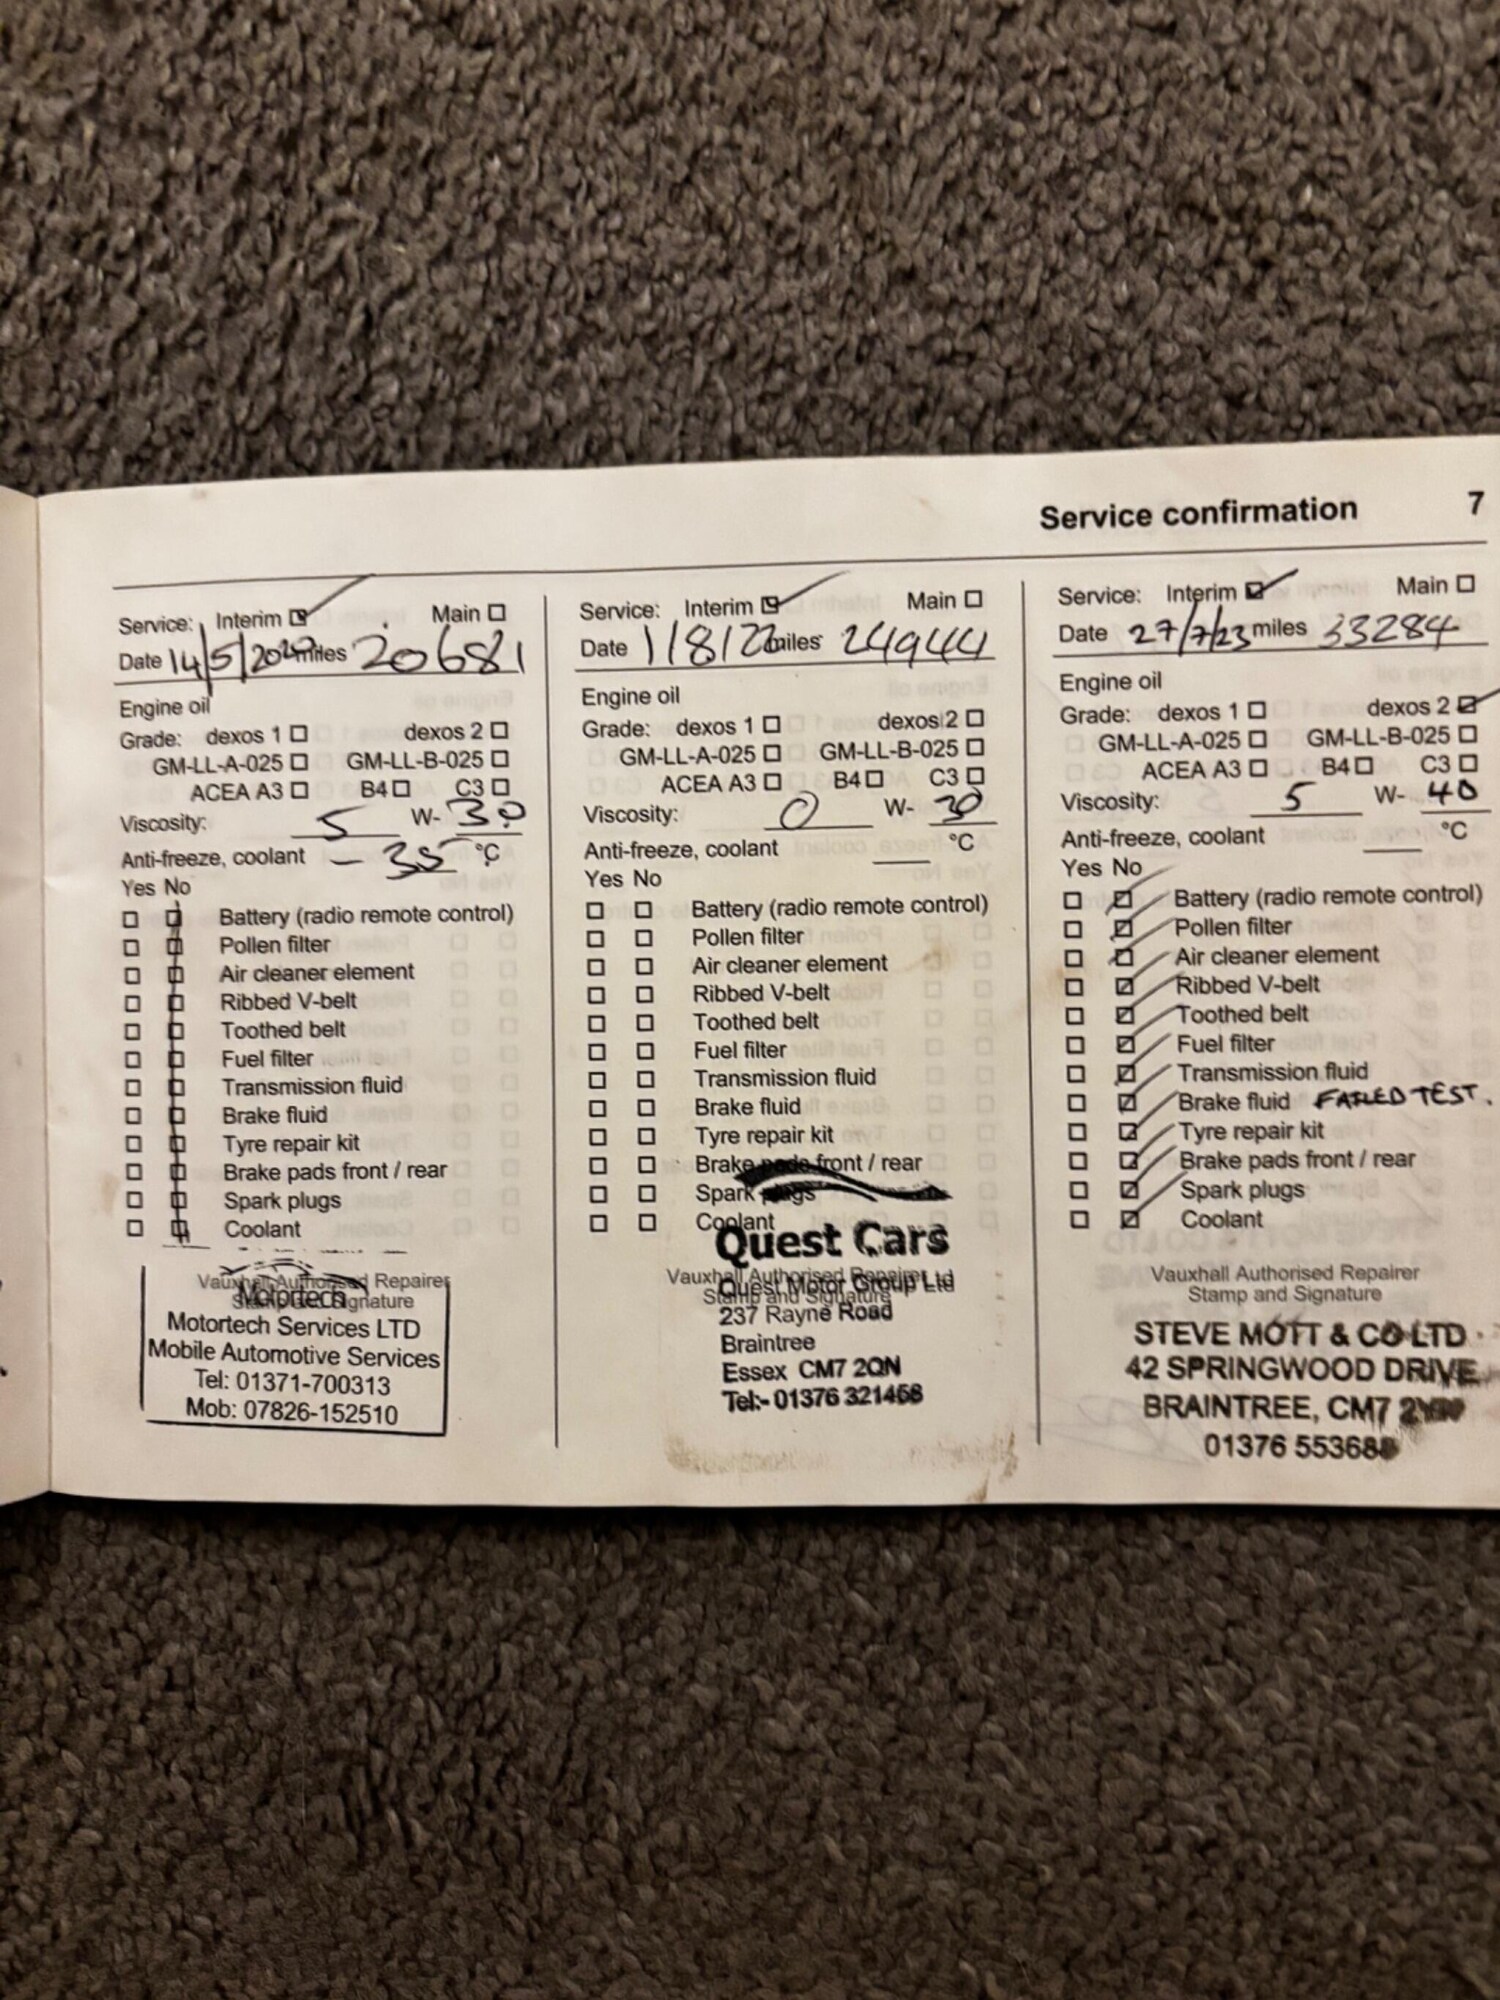 Service confirmation 7
Service: Interim Main
Date 14/5/2020 miles 20681
Engine oil
Grade: dexos 1 dexos 2
GM-LL-A-025 GM-LL-B-025
ACEA A3 B4 C3
Viscosity: 5 W- 30
Anti-freeze, coolant -35 °C
Yes No
Battery (radio remote control)
Pollen filter
Air cleaner element
Ribbed V-belt
Toothed belt
Fuel filter
Transmission fluid
Brake fluid
Tyre repair kit
Brake pads front / rear
Spark plugs
Coolant
Vauxhall Authorised Repairer
Stamp and Signature
Motortech
Motortech Services LTD
Mobile Automotive Services
Tel: 01371-700313
Mob: 07826-152510
Service: Interim Main
Date 1/8/22 miles 24944
Engine oil
Grade: dexos 1 dexos 2
GM-LL-A-025 GM-LL-B-025
ACEA A3 B4 C3
Viscosity: 0 W- 30
Anti-freeze, coolant °C
Yes No
Battery (radio remote control)
Pollen filter
Air cleaner element
Ribbed V-belt
Toothed belt
Fuel filter
Transmission fluid
Brake fluid
Tyre repair kit
Brake pads front / rear
Spark plugs
Coolant
Quest Cars
Vauxhall Authorised Repairer
Stamp and Signature
Quest Motor Group Ltd
237 Rayne Road
Braintree
Essex CM7 2QN
Tel:- 01376 321468
Service: Interim Main
Date 27/7/23 miles 33284
Engine oil
Grade: dexos 1 dexos 2
GM-LL-A-025 GM-LL-B-025
ACEA A3 B4 C3
Viscosity: 5 W- 40
Anti-freeze, coolant °C
Yes No
Battery (radio remote control)
Pollen filter
Air cleaner element
Ribbed V-belt
Toothed belt
Fuel filter
Transmission fluid
Brake fluid FAILED TEST.
Tyre repair kit
Brake pads front / rear
Spark plugs
Coolant
Vauxhall Authorised Repairer
Stamp and Signature
STEVE MOTT & CO LTD
42 SPRINGWOOD DRIVE
BRAINTREE, CM7
01376